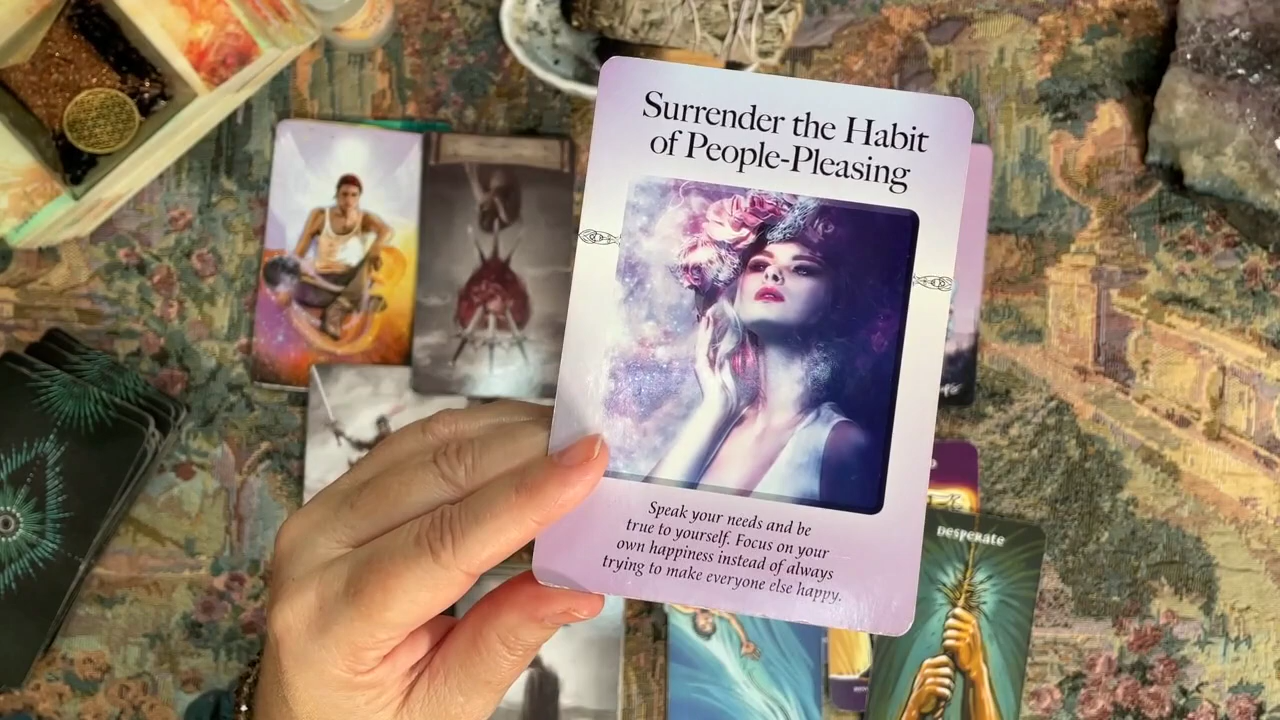 Surrender the Habit
of People-Pleasing
Speak your needs and be
true to yourself. Focus on your
own happiness instead of always
trying to make everyone else happy.
DESPERATE